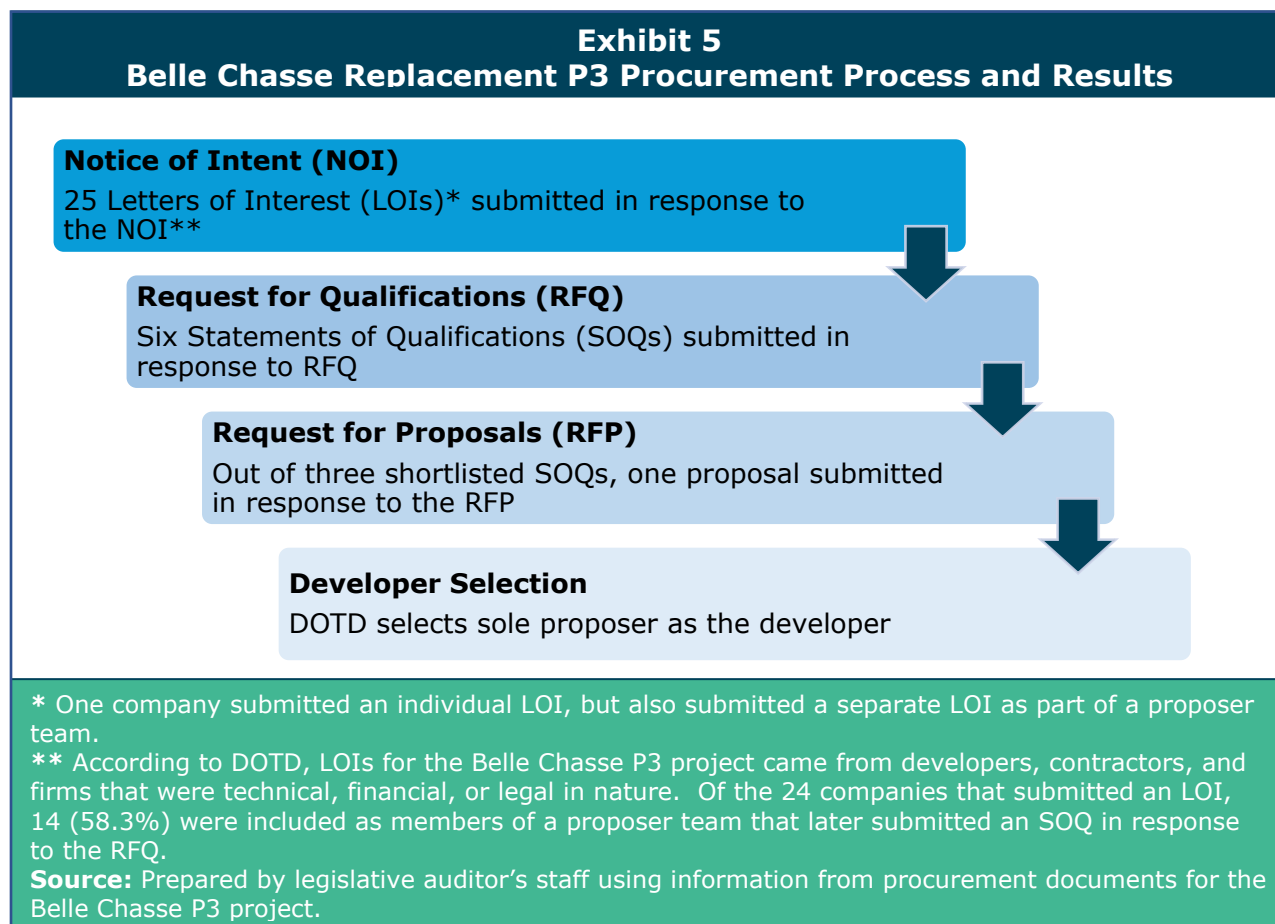 Exhibit 5
Belle Chasse Replacement P3 Procurement Process and Results
Notice of Intent (NOI)
25 Letters of Interest (LOIs)* submitted in response to
the NOI**
Request for Qualifications (RFQ)
Six Statements of Qualifications (SOQs) submitted in
response to RFQ
Request for Proposals (RFP)
Out of three shortlisted SOQs, one proposal submitted
in response to the RFP
Developer Selection
DOTD selects sole proposer as the developer
* One company submitted an individual LOI, but also submitted a separate LOI as part of a proposer
team.
** According to DOTD, LOIs for the Belle Chasse P3 project came from developers, contractors, and
firms that were technical, financial, or legal in nature.  Of the 24 companies that submitted an LOI,
14 (58.3%) were included as members of a proposer team that later submitted an SOQ in response
to the RFQ.
Source: Prepared by legislative auditor’s staff using information from procurement documents for the
Belle Chasse P3 project.